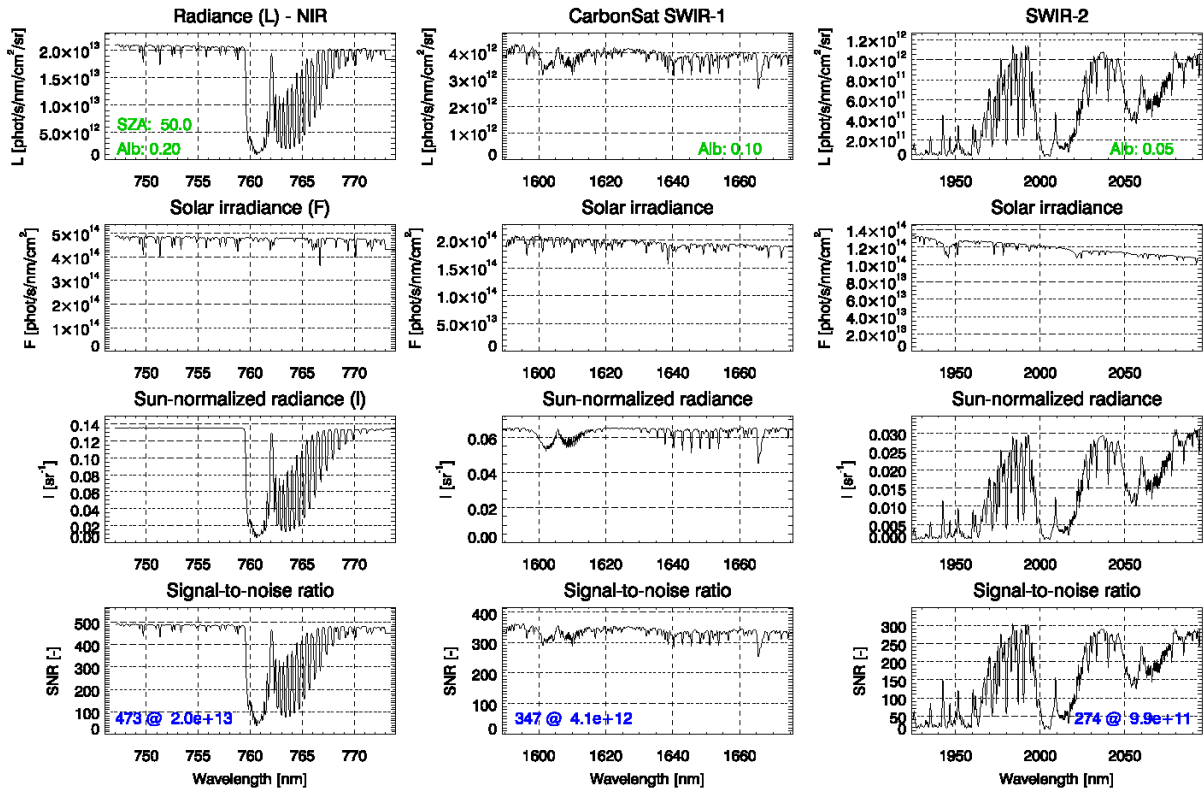 Radiance (L) - NIR
CarbonSat SWIR-1
SWIR-2
L [phot/s/nm/cm²/sr]
2.0×10¹³
1.5×10¹³
1.0×10¹³
5.0×10¹²
0
SZA: 50.0
Alb: 0.20
750 755 760 765 770
L [phot/s/nm/cm²/sr]
4×10¹²
3×10¹²
2×10¹²
1×10¹²
0
Alb: 0.10
1600 1620 1640 1660
L [phot/s/nm/cm²/sr]
1.2×10¹²
1.0×10¹²
8.0×10¹¹
6.0×10¹¹
4.0×10¹¹
2.0×10¹¹
0
Alb: 0.05
1950 2000 2050
Solar irradiance (F)
Solar irradiance
Solar irradiance
F [phot/s/nm/cm²]
5×10¹⁴
4×10¹⁴
3×10¹⁴
2×10¹⁴
1×10¹⁴
0
750 755 760 765 770
F [phot/s/nm/cm²]
2.0×10¹⁴
1.5×10¹⁴
1.0×10¹⁴
5.0×10¹³
0
1600 1620 1640 1660
F [phot/s/nm/cm²]
1.4×10¹⁴
1.2×10¹⁴
1.0×10¹⁴
8.0×10¹³
6.0×10¹³
4.0×10¹³
2.0×10¹³
0
1950 2000 2050
Sun-normalized radiance (I)
Sun-normalized radiance
Sun-normalized radiance
I [sr⁻¹]
0.14
0.12
0.10
0.08
0.06
0.04
0.02
0.00
750 755 760 765 770
I [sr⁻¹]
0.06
0.04
0.02
0.00
1600 1620 1640 1660
I [sr⁻¹]
0.030
0.025
0.020
0.015
0.010
0.005
0.000
1950 2000 2050
Signal-to-noise ratio
Signal-to-noise ratio
Signal-to-noise ratio
SNR [-]
500
400
300
200
100
0
473 @ 2.0e+13
750 755 760 765 770
Wavelength [nm]
SNR [-]
400
300
200
100
0
347 @ 4.1e+12
1600 1620 1640 1660
Wavelength [nm]
SNR [-]
300
250
200
150
100
50
0
274 @ 9.9e+11
1950 2000 2050
Wavelength [nm]